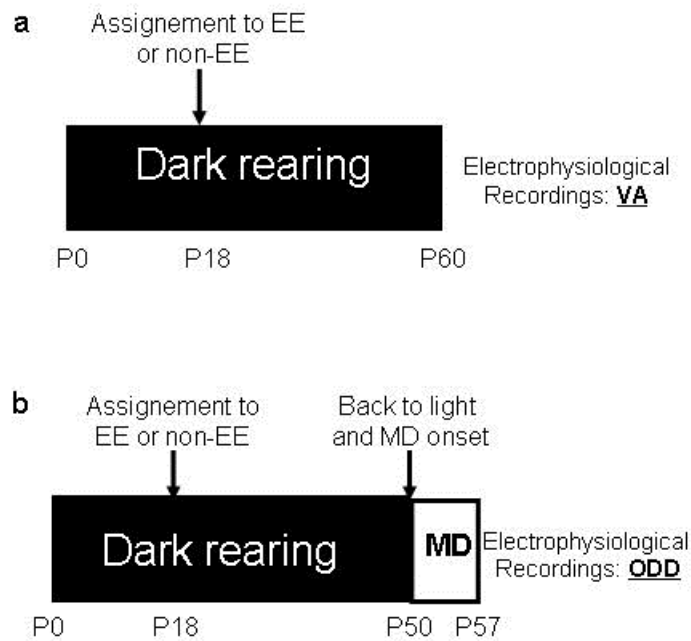 a
Assignement to EE
or non-EE
Dark rearing
Electrophysiological
Recordings: VA
P0 P18 P60
b
Assignement to
EE or non-EE
Back to light
and MD onset
Dark rearing
MD
Electrophysiological
Recordings: ODD
P0 P18 P50 P57